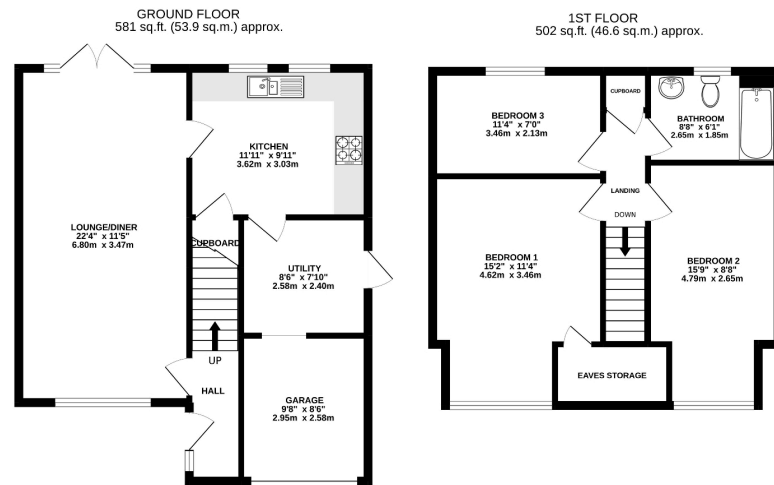 GROUND FLOOR
581 sq.ft. (53.9 sq.m.) approx.
KITCHEN
11'11" x 9'11"
3.62m x 3.03m
LOUNGE/DINER
22'4" x 11'5"
6.80m x 3.47m
CUPBOARD
UTILITY
8'6" x 7'10"
2.58m x 2.40m
UP
HALL
GARAGE
9'8" x 8'6"
2.95m x 2.58m
1ST FLOOR
502 sq.ft. (46.6 sq.m.) approx.
CUPBOARD
BEDROOM 3
11'4" x 7'0"
3.46m x 2.13m
BATHROOM
8'8" x 6'1"
2.65m x 1.85m
LANDING
DOWN
BEDROOM 1
15'2" x 11'4"
4.62m x 3.46m
BEDROOM 2
15'9" x 8'8"
4.79m x 2.65m
EAVES STORAGE